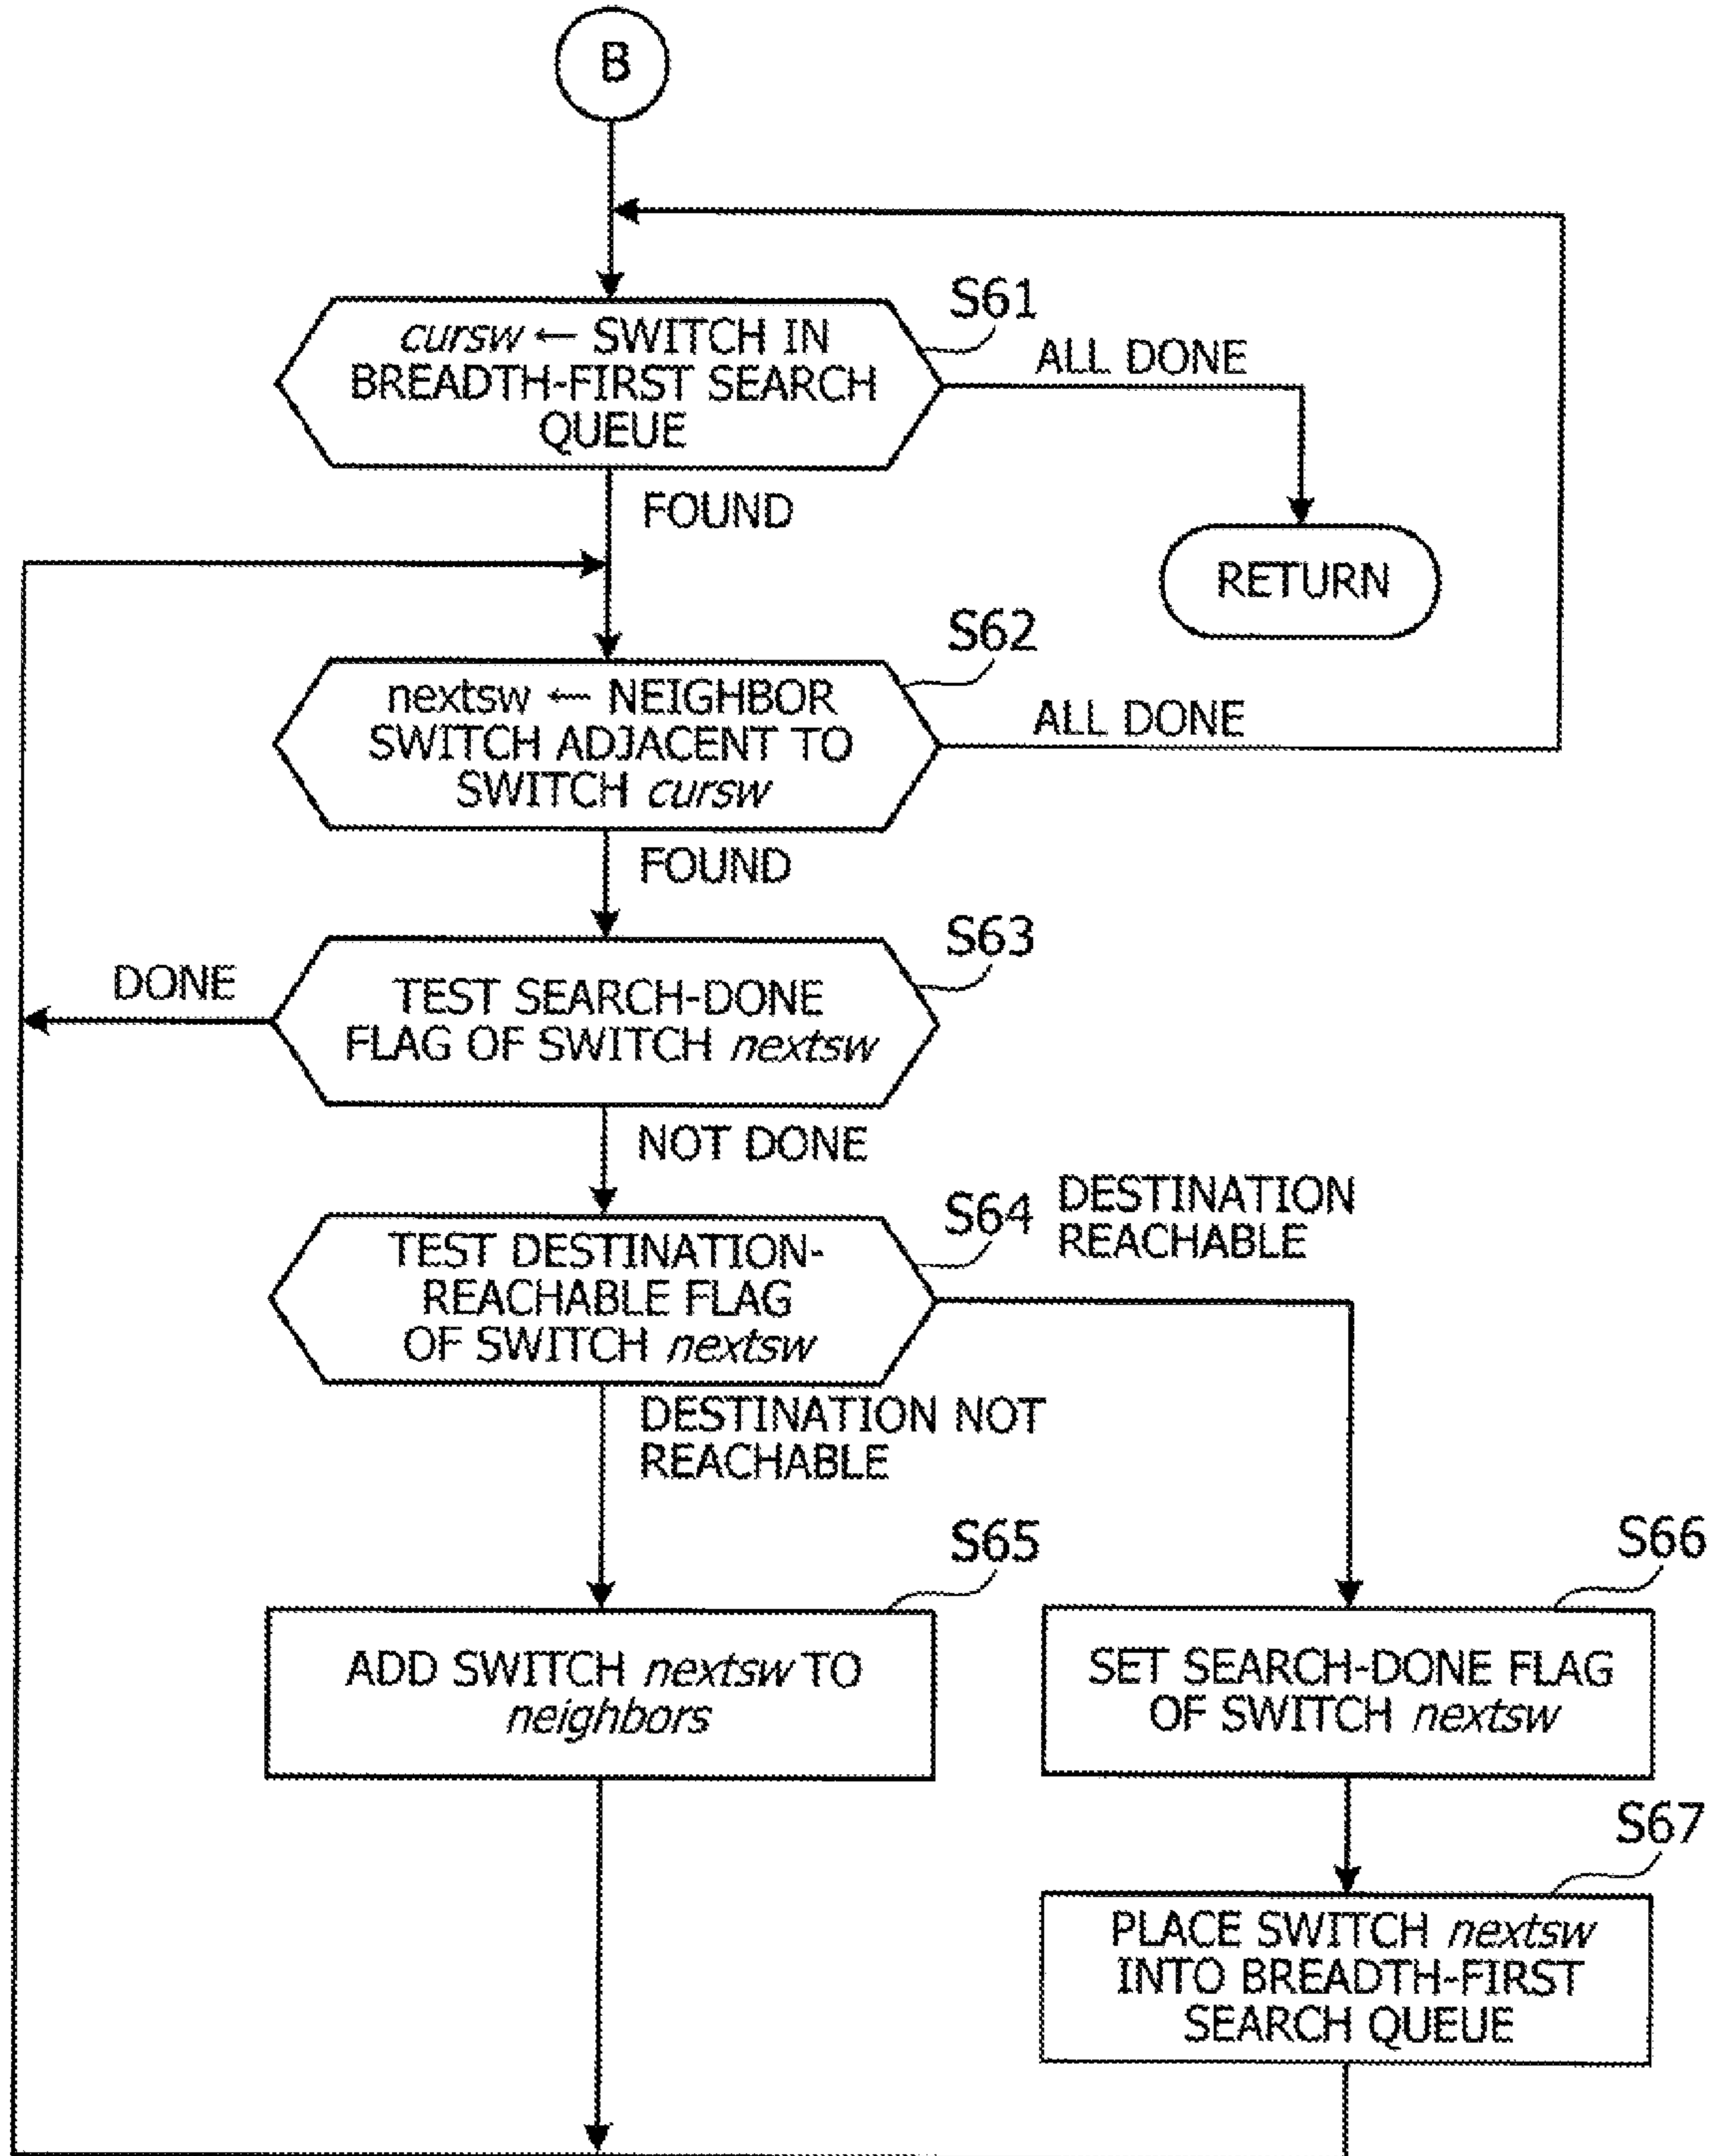 B
S61
cursw ← SWITCH IN
BREADTH-FIRST SEARCH
QUEUE
ALL DONE
FOUND
RETURN
S62
nextsw ← NEIGHBOR
SWITCH ADJACENT TO
SWITCH cursw
ALL DONE
FOUND
S63
DONE
TEST SEARCH-DONE
FLAG OF SWITCH nextsw
NOT DONE
S64
DESTINATION
REACHABLE
TEST DESTINATION-
REACHABLE FLAG
OF SWITCH nextsw
DESTINATION NOT
REACHABLE
S65
S66
ADD SWITCH nextsw TO
neighbors
SET SEARCH-DONE FLAG
OF SWITCH nextsw
S67
PLACE SWITCH nextsw
INTO BREADTH-FIRST
SEARCH QUEUE